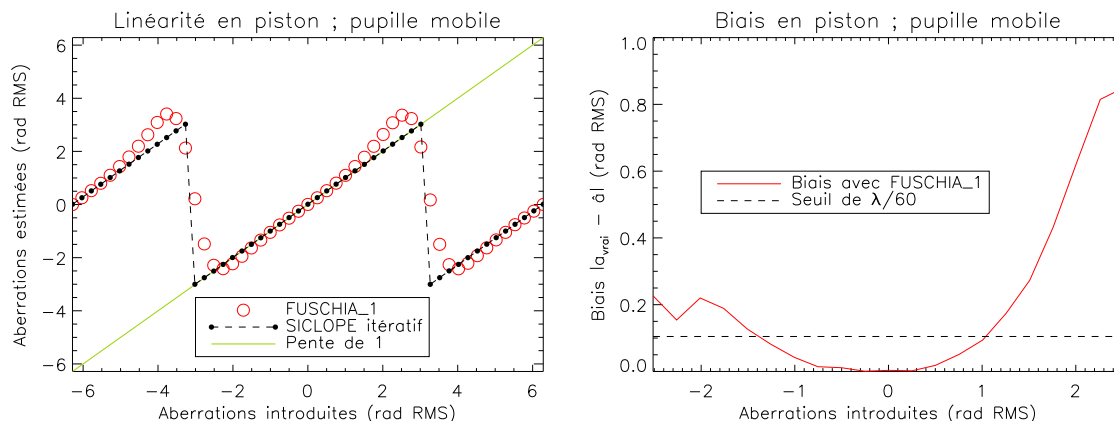 Linéarité en piston ; pupille mobile
Aberrations estimées (rad RMS)
6
4
2
0
−2
−4
−6
FUSCHIA_1
SICLOPE itératif
Pente de 1
−6 −4 −2 0 2 4 6
Aberrations introduites (rad RMS)
Biais en piston ; pupille mobile
Biais |a_vrai − â| (rad RMS)
1.0
0.8
0.6
0.4
0.2
0.0
Biais avec FUSCHIA_1
Seuil de λ/60
−2 −1 0 1 2
Aberrations introduites (rad RMS)